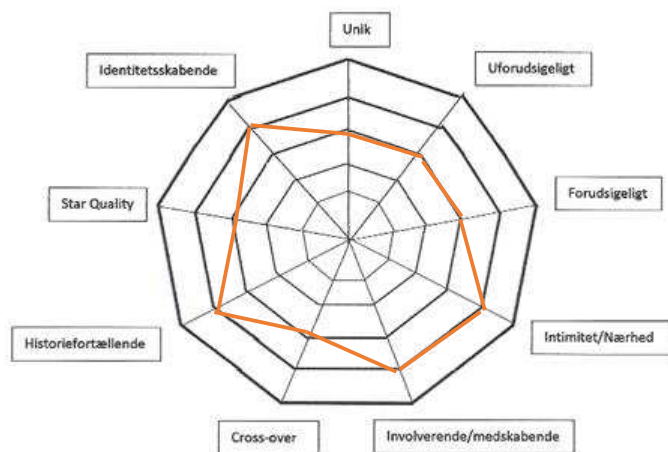 Unik
Identitetsskabende
Uforudsigeligt
Star Quality
Forudsigeligt
Historiefortællende
Intimitet/Nærhed
Cross-over
Involverende/medskabende